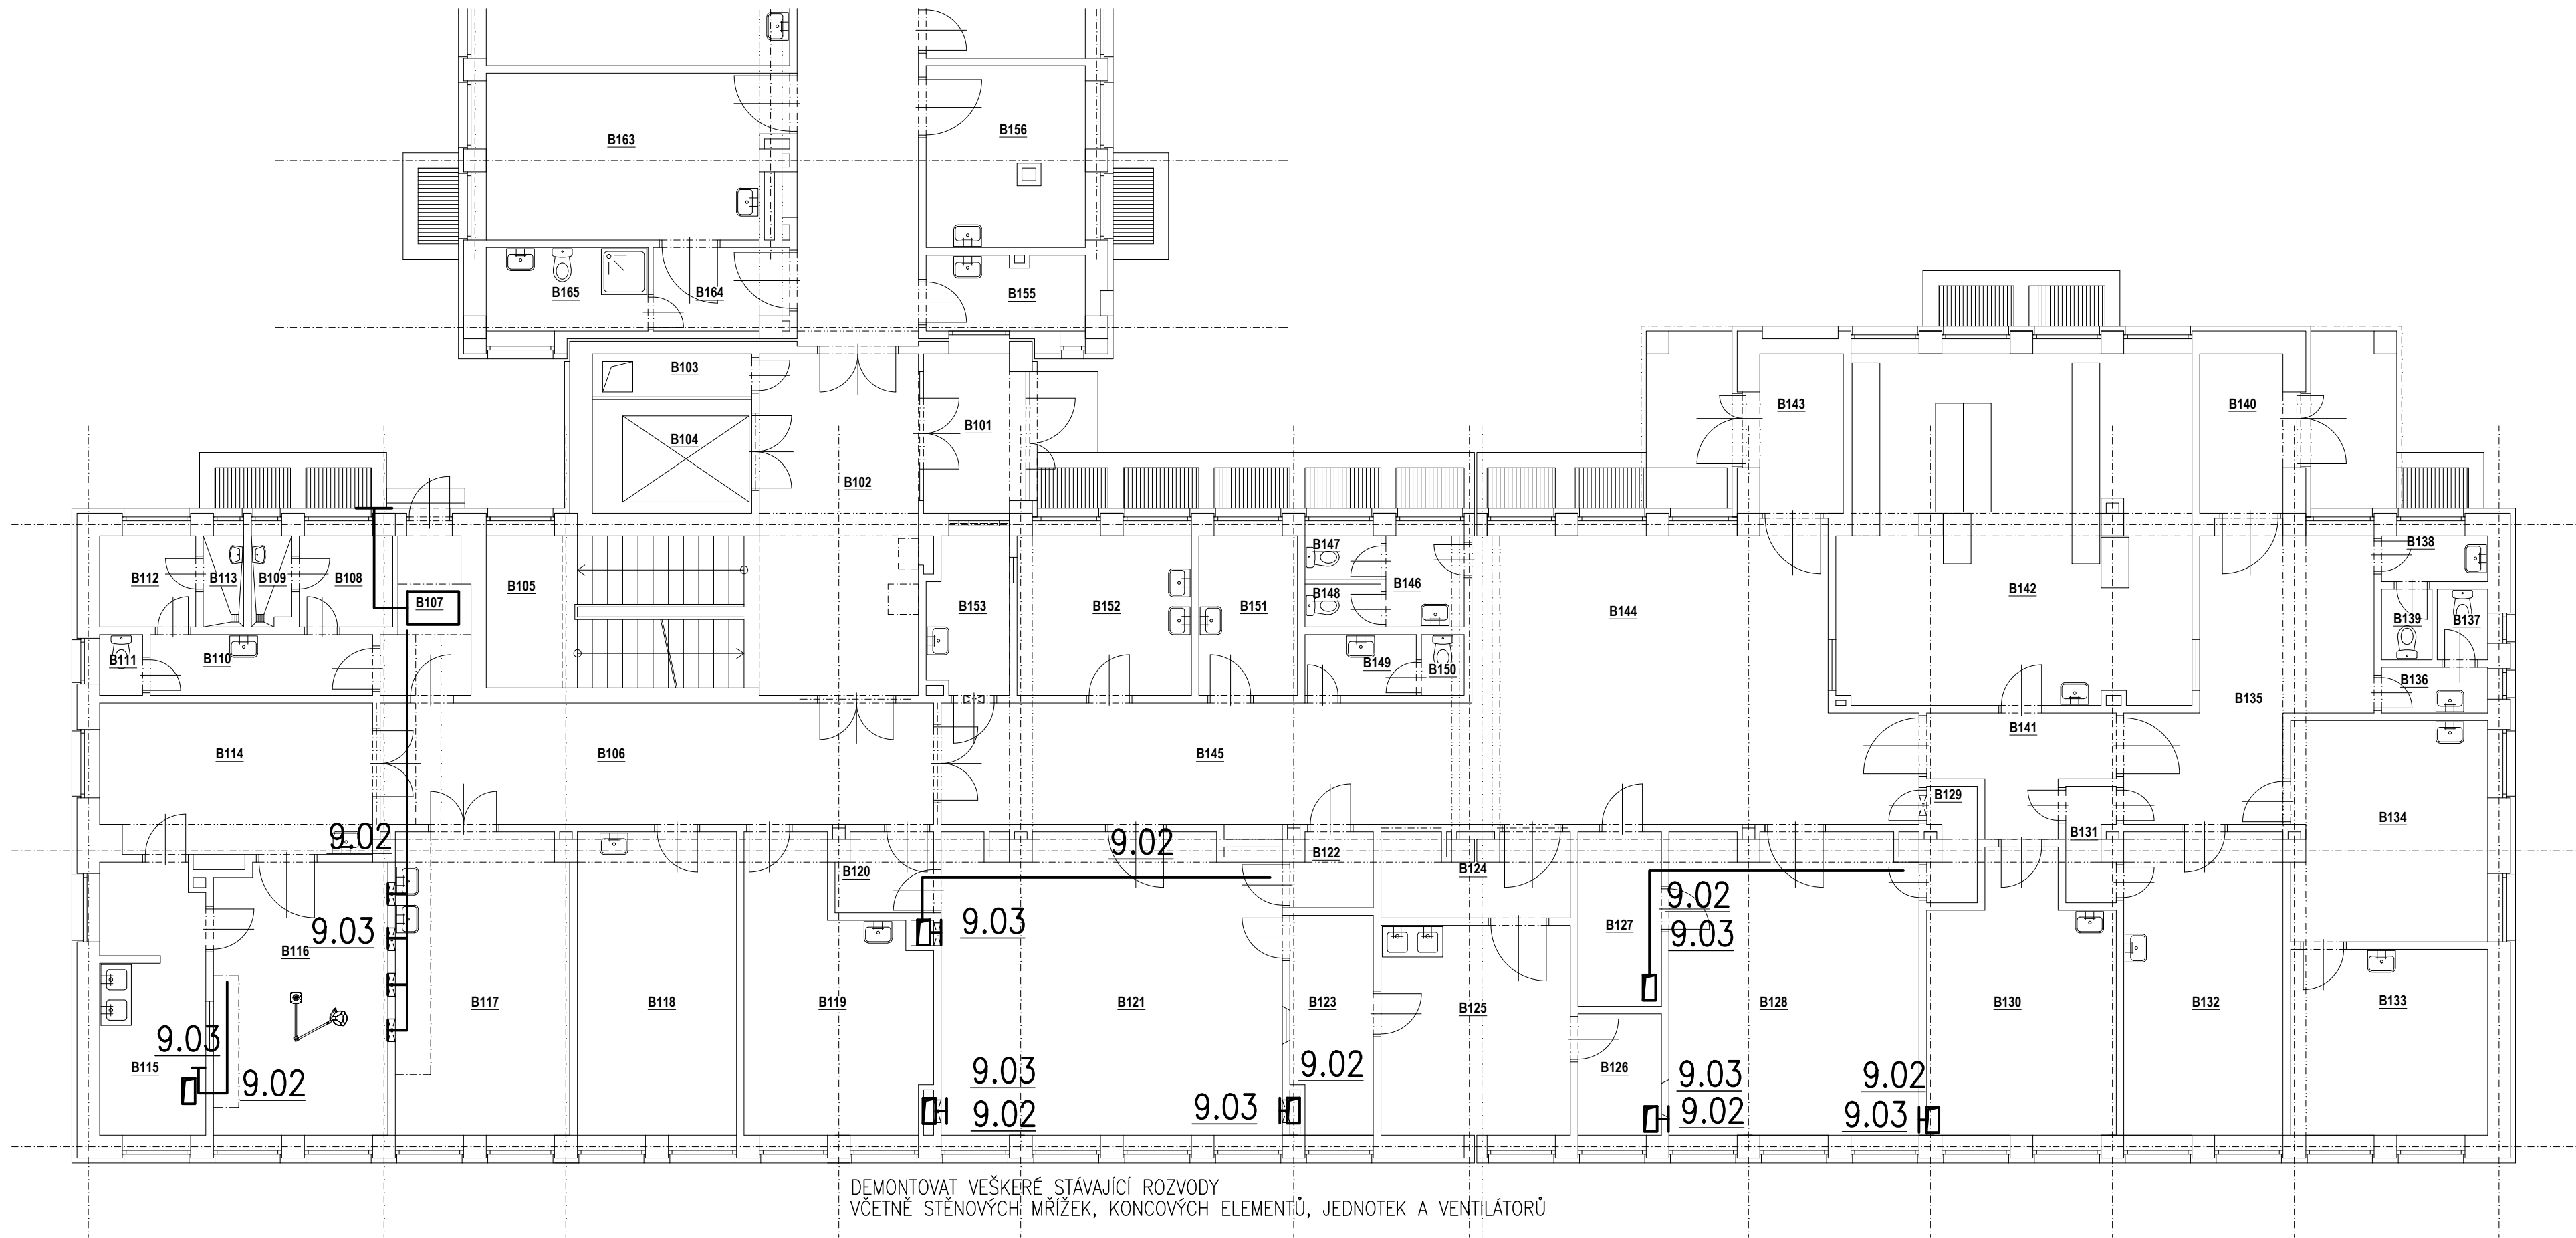 B163
B156
B165
B164
B155
B103
B104
B101
B102
B143
B140
B112
B113
B109
B108
B107
B105
B153
B152
B151
B147
B148
B146
B144
B142
B138
B139
B137
B111
B110
B149
B150
B136
B135
B114
B106
B145
B141
B129
B134
B131
9.02
9.02
B120
B122
B124
9.02
9.03
B116
9.03
B127
9.03
B117
B118
B119
B121
B123
B125
B128
B130
B132
B133
9.03
B115
9.02
9.03
9.02
9.02
9.03
B126
9.03
9.02
9.02
9.03
DEMONTOVAT VEŠKERÉ STÁVAJÍCÍ ROZVODY
VČETNĚ STĚNOVÝCH MŘÍŽEK, KONCOVÝCH ELEMENTŮ, JEDNOTEK A VENTILÁTORŮ